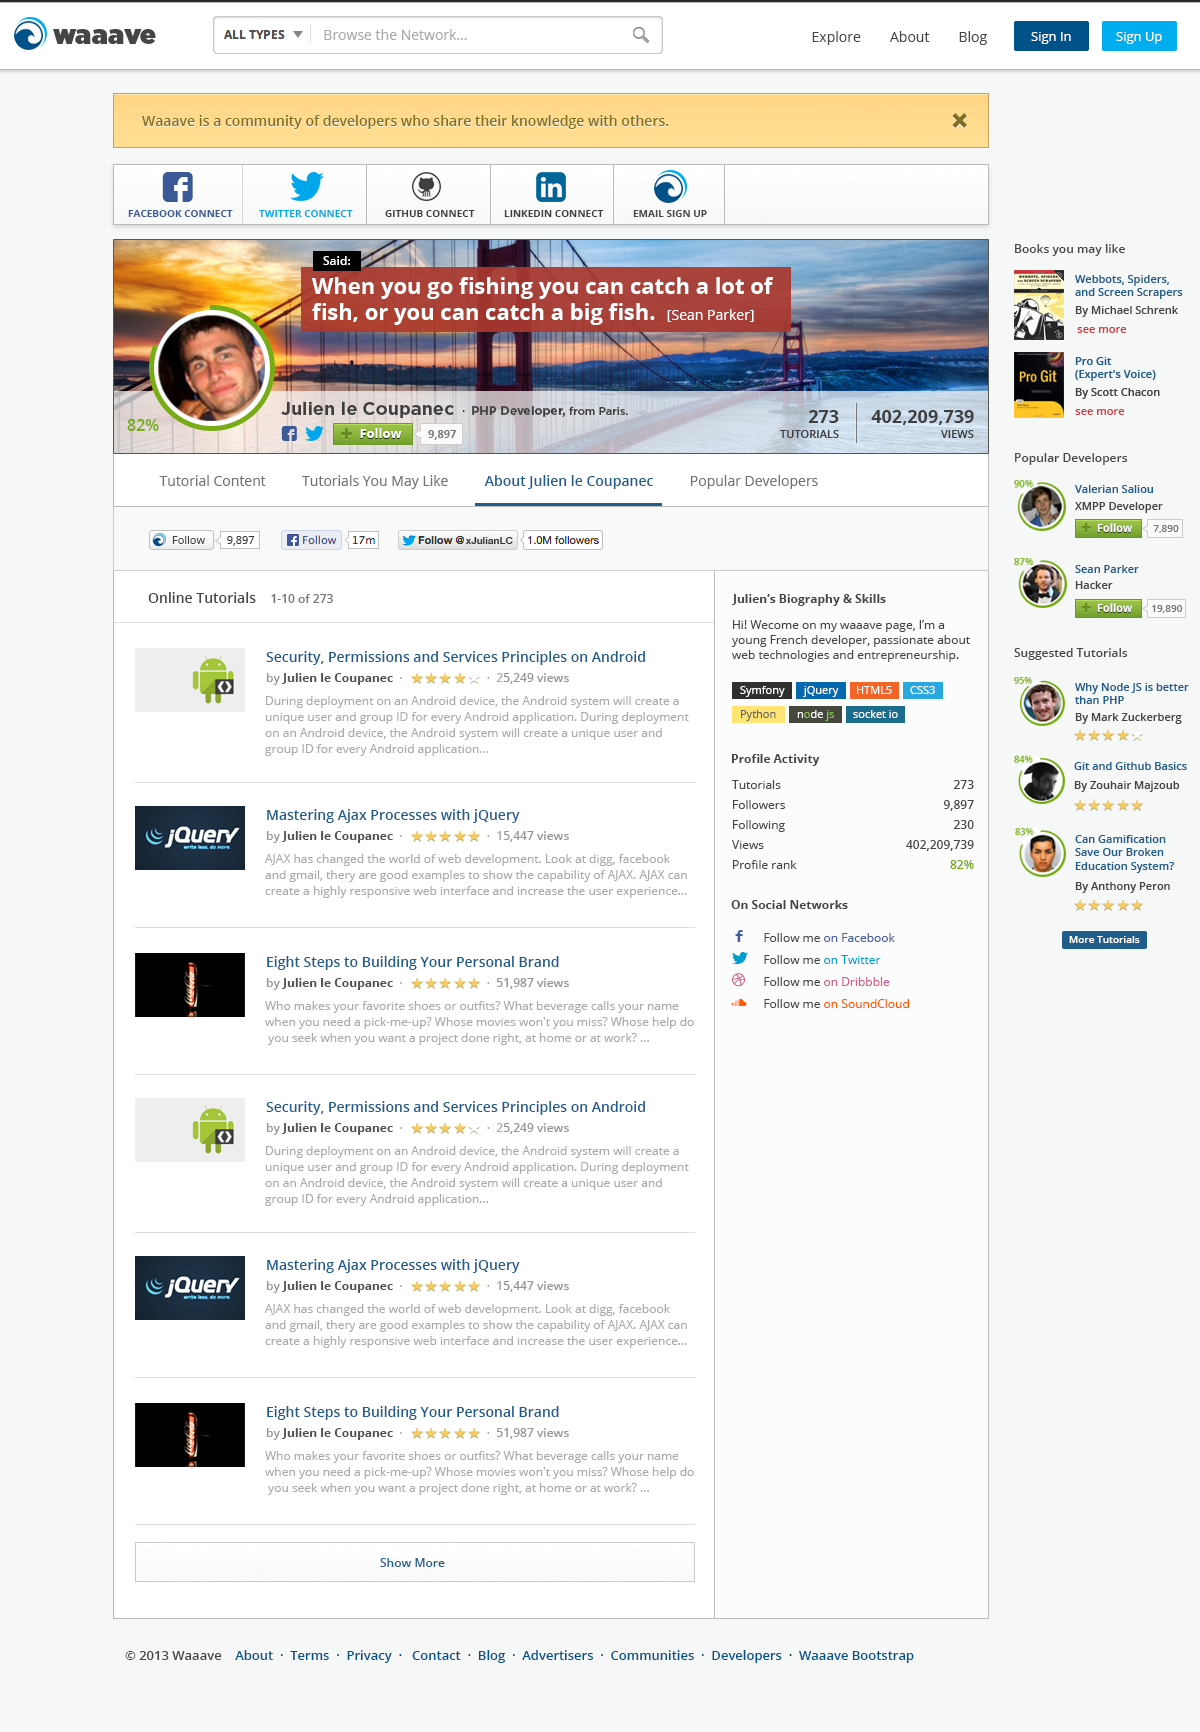 waaave
ALL TYPES
Browse the Network...
Explore
About
Blog
Sign In
Sign Up
Waaave is a community of developers who share their knowledge with others.
FACEBOOK CONNECT
TWITTER CONNECT
GITHUB CONNECT
LINKEDIN CONNECT
EMAIL SIGN UP
Said:
When you go fishing you can catch a lot of
fish, or you can catch a big fish. [Sean Parker]
82%
Julien le Coupanec · PHP Developer, from Paris.
Follow 9,897
273
TUTORIALS
402,209,739
VIEWS
Tutorial Content
Tutorials You May Like
About Julien le Coupanec
Popular Developers
Follow 9,897
Follow 17m
Follow @xJulianLC 1.0M followers
Online Tutorials 1-10 of 273
Security, Permissions and Services Principles on Android
by Julien le Coupanec · · 25,249 views
During deployment on an Android device, the Android system will create a
unique user and group ID for every Android application. During deployment
on an Android device, the Android system will create a unique user and
group ID for every Android application...
jQuery
write less, do more.
Mastering Ajax Processes with jQuery
by Julien le Coupanec · · 15,447 views
AJAX has changed the world of web development. Look at digg, facebook
and gmail, thery are good examples to show the capability of AJAX. AJAX can
create a highly responsive web interface and increase the user experience...
Eight Steps to Building Your Personal Brand
by Julien le Coupanec · · 51,987 views
Who makes your favorite shoes or outfits? What beverage calls your name
when you need a pick-me-up? Whose movies won't you miss? Whose help do
you seek when you want a project done right, at home or at work? ...
Security, Permissions and Services Principles on Android
by Julien le Coupanec · · 25,249 views
During deployment on an Android device, the Android system will create a
unique user and group ID for every Android application. During deployment
on an Android device, the Android system will create a unique user and
group ID for every Android application...
jQuery
write less, do more.
Mastering Ajax Processes with jQuery
by Julien le Coupanec · · 15,447 views
AJAX has changed the world of web development. Look at digg, facebook
and gmail, thery are good examples to show the capability of AJAX. AJAX can
create a highly responsive web interface and increase the user experience...
Eight Steps to Building Your Personal Brand
by Julien le Coupanec · · 51,987 views
Who makes your favorite shoes or outfits? What beverage calls your name
when you need a pick-me-up? Whose movies won't you miss? Whose help do
you seek when you want a project done right, at home or at work? ...
Show More
Julien's Biography & Skills
Hi! Wecome on my waaave page, I'm a
young French developer, passionate about
web technologies and entrepreneurship.
Symfony jQuery HTML5 CSS3
Python node js socket io
Profile Activity
Tutorials 273
Followers 9,897
Following 230
Views 402,209,739
Profile rank 82%
On Social Networks
Follow me on Facebook
Follow me on Twitter
Follow me on Dribbble
Follow me on SoundCloud
Books you may like
WEBBOTS, SPIDERS,
AND SCREEN SCRAPERS
Webbots, Spiders,
and Screen Scrapers
By Michael Schrenk
see more
Pro Git
Pro Git
(Expert's Voice)
By Scott Chacon
see more
Popular Developers
90%
Valerian Saliou
XMPP Developer
Follow 7,890
87%
Sean Parker
Hacker
Follow 19,890
Suggested Tutorials
95%
Why Node JS is better
than PHP
By Mark Zuckerberg
84%
Git and Github Basics
By Zouhair Majzoub
83%
Can Gamification
Save Our Broken
Education System?
By Anthony Peron
More Tutorials
© 2013 Waaave About · Terms · Privacy · Contact · Blog · Advertisers · Communities · Developers · Waaave Bootstrap